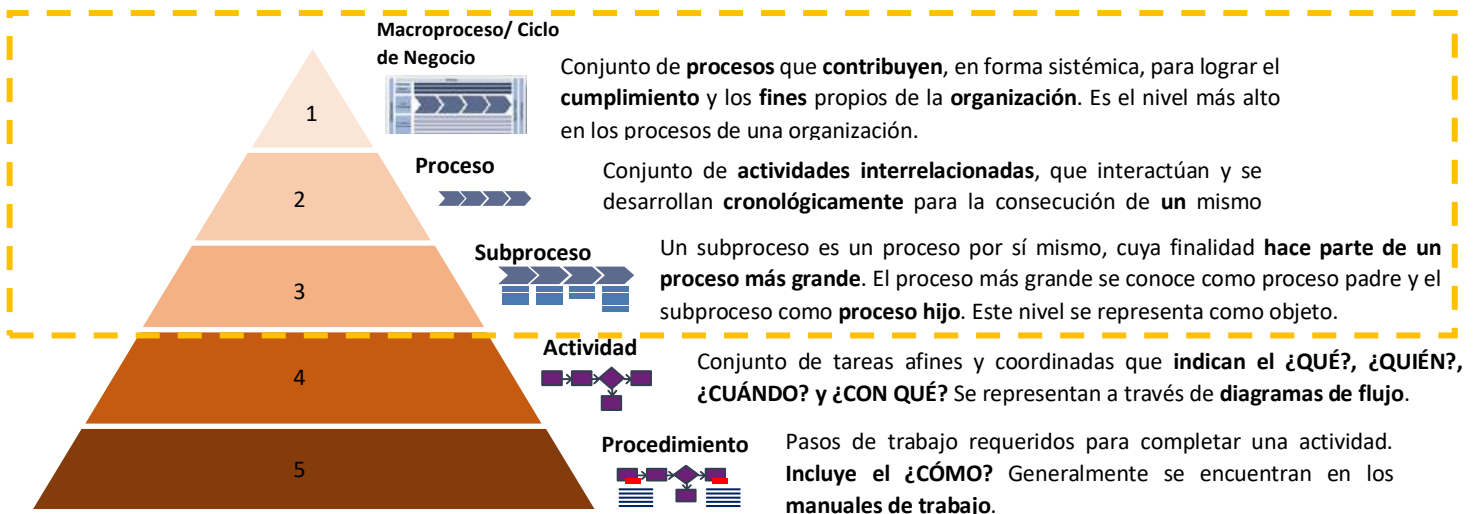 Macroproceso/ Ciclo
de Negocio
1
Conjunto de procesos que contribuyen, en forma sistémica, para lograr el
cumplimiento y los fines propios de la organización. Es el nivel más alto
en los procesos de una organización.
2
Proceso
Conjunto de actividades interrelacionadas, que interactúan y se
desarrollan cronológicamente para la consecución de un mismo
3
Subproceso
Un subproceso es un proceso por sí mismo, cuya finalidad hace parte de un
proceso más grande. El proceso más grande se conoce como proceso padre y el
subproceso como proceso hijo. Este nivel se representa como objeto.
4
Actividad
Conjunto de tareas afines y coordinadas que indican el ¿QUÉ?, ¿QUIÉN?,
¿CUÁNDO? y ¿CON QUÉ? Se representan a través de diagramas de flujo.
5
Procedimiento
Pasos de trabajo requeridos para completar una actividad.
Incluye el ¿CÓMO? Generalmente se encuentran en los
manuales de trabajo.